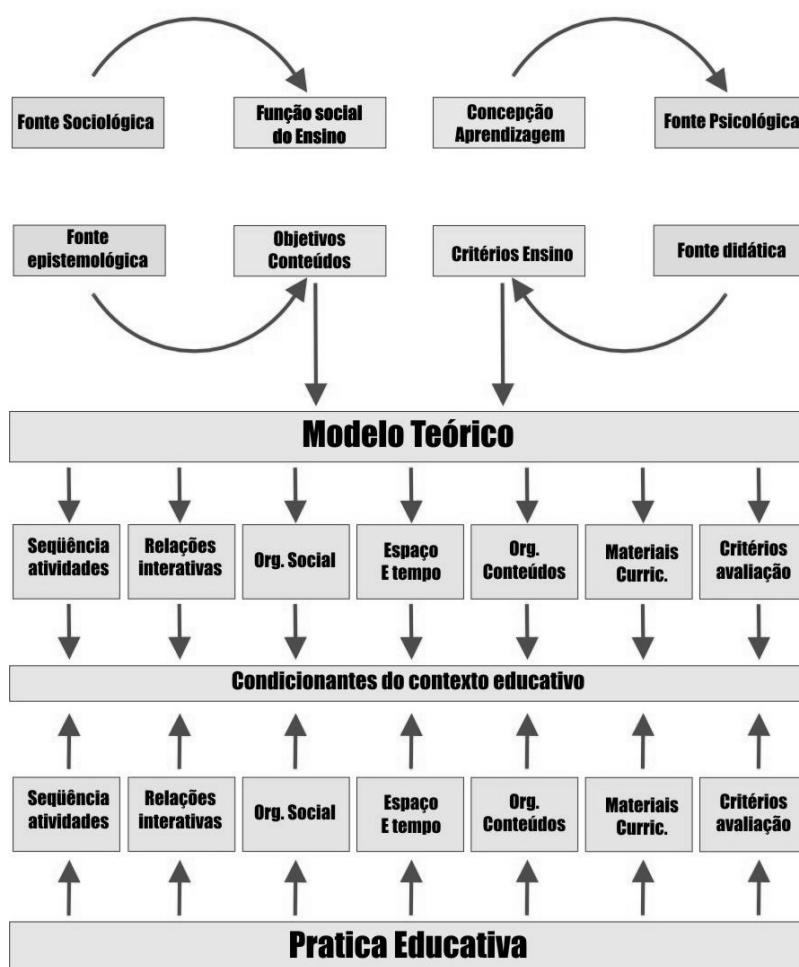 Fonte Sociológica
Função social
do Ensino
Concepção
Aprendizagem
Fonte Psicológica
Fonte
epistemológica
Objetivos
Conteúdos
Critérios Ensino
Fonte didática
Modelo Teórico
Seqüência
atividades
Relações
interativas
Org. Social
Espaço
E tempo
Org.
Conteúdos
Materiais
Curric.
Critérios
avaliação
Condicionantes do contexto educativo
Seqüência
atividades
Relações
interativas
Org. Social
Espaço
E tempo
Org.
Conteúdos
Materiais
Curric.
Critérios
avaliação
Pratica Educativa